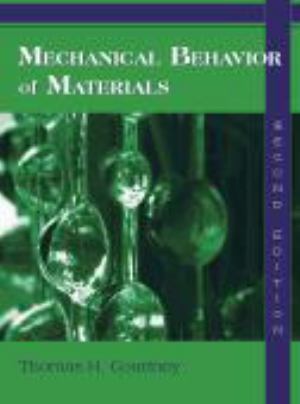 MECHANICAL BEHAVIOR
of MATERIALS
SECOND EDITION
Thomas H. Courtney